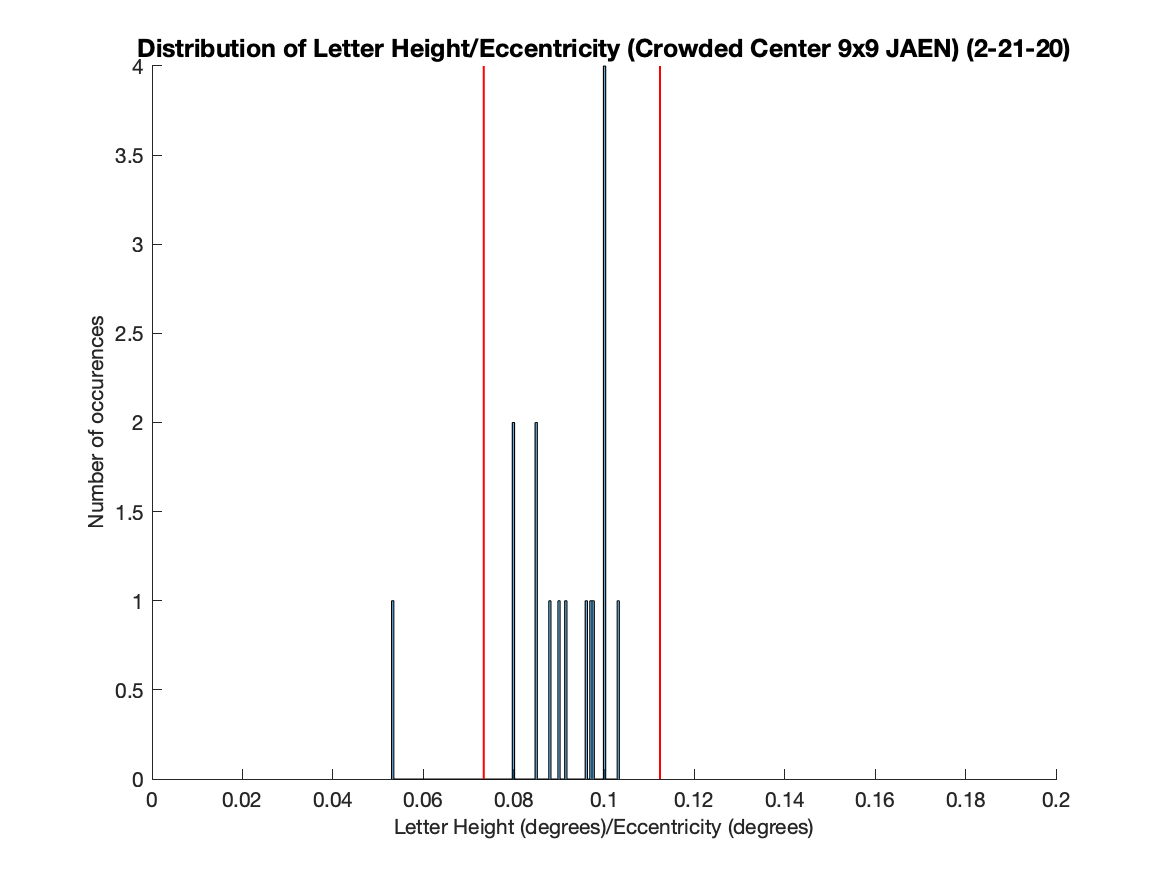 Distribution of Letter Height/Eccentricity (Crowded Center 9x9 JAEN) (2-21-20)
4
3.5
3
2.5
2
1.5
1
0.5
0
Number of occurences
0 0.02 0.04 0.06 0.08 0.1 0.12 0.14 0.16 0.18 0.2
Letter Height (degrees)/Eccentricity (degrees)